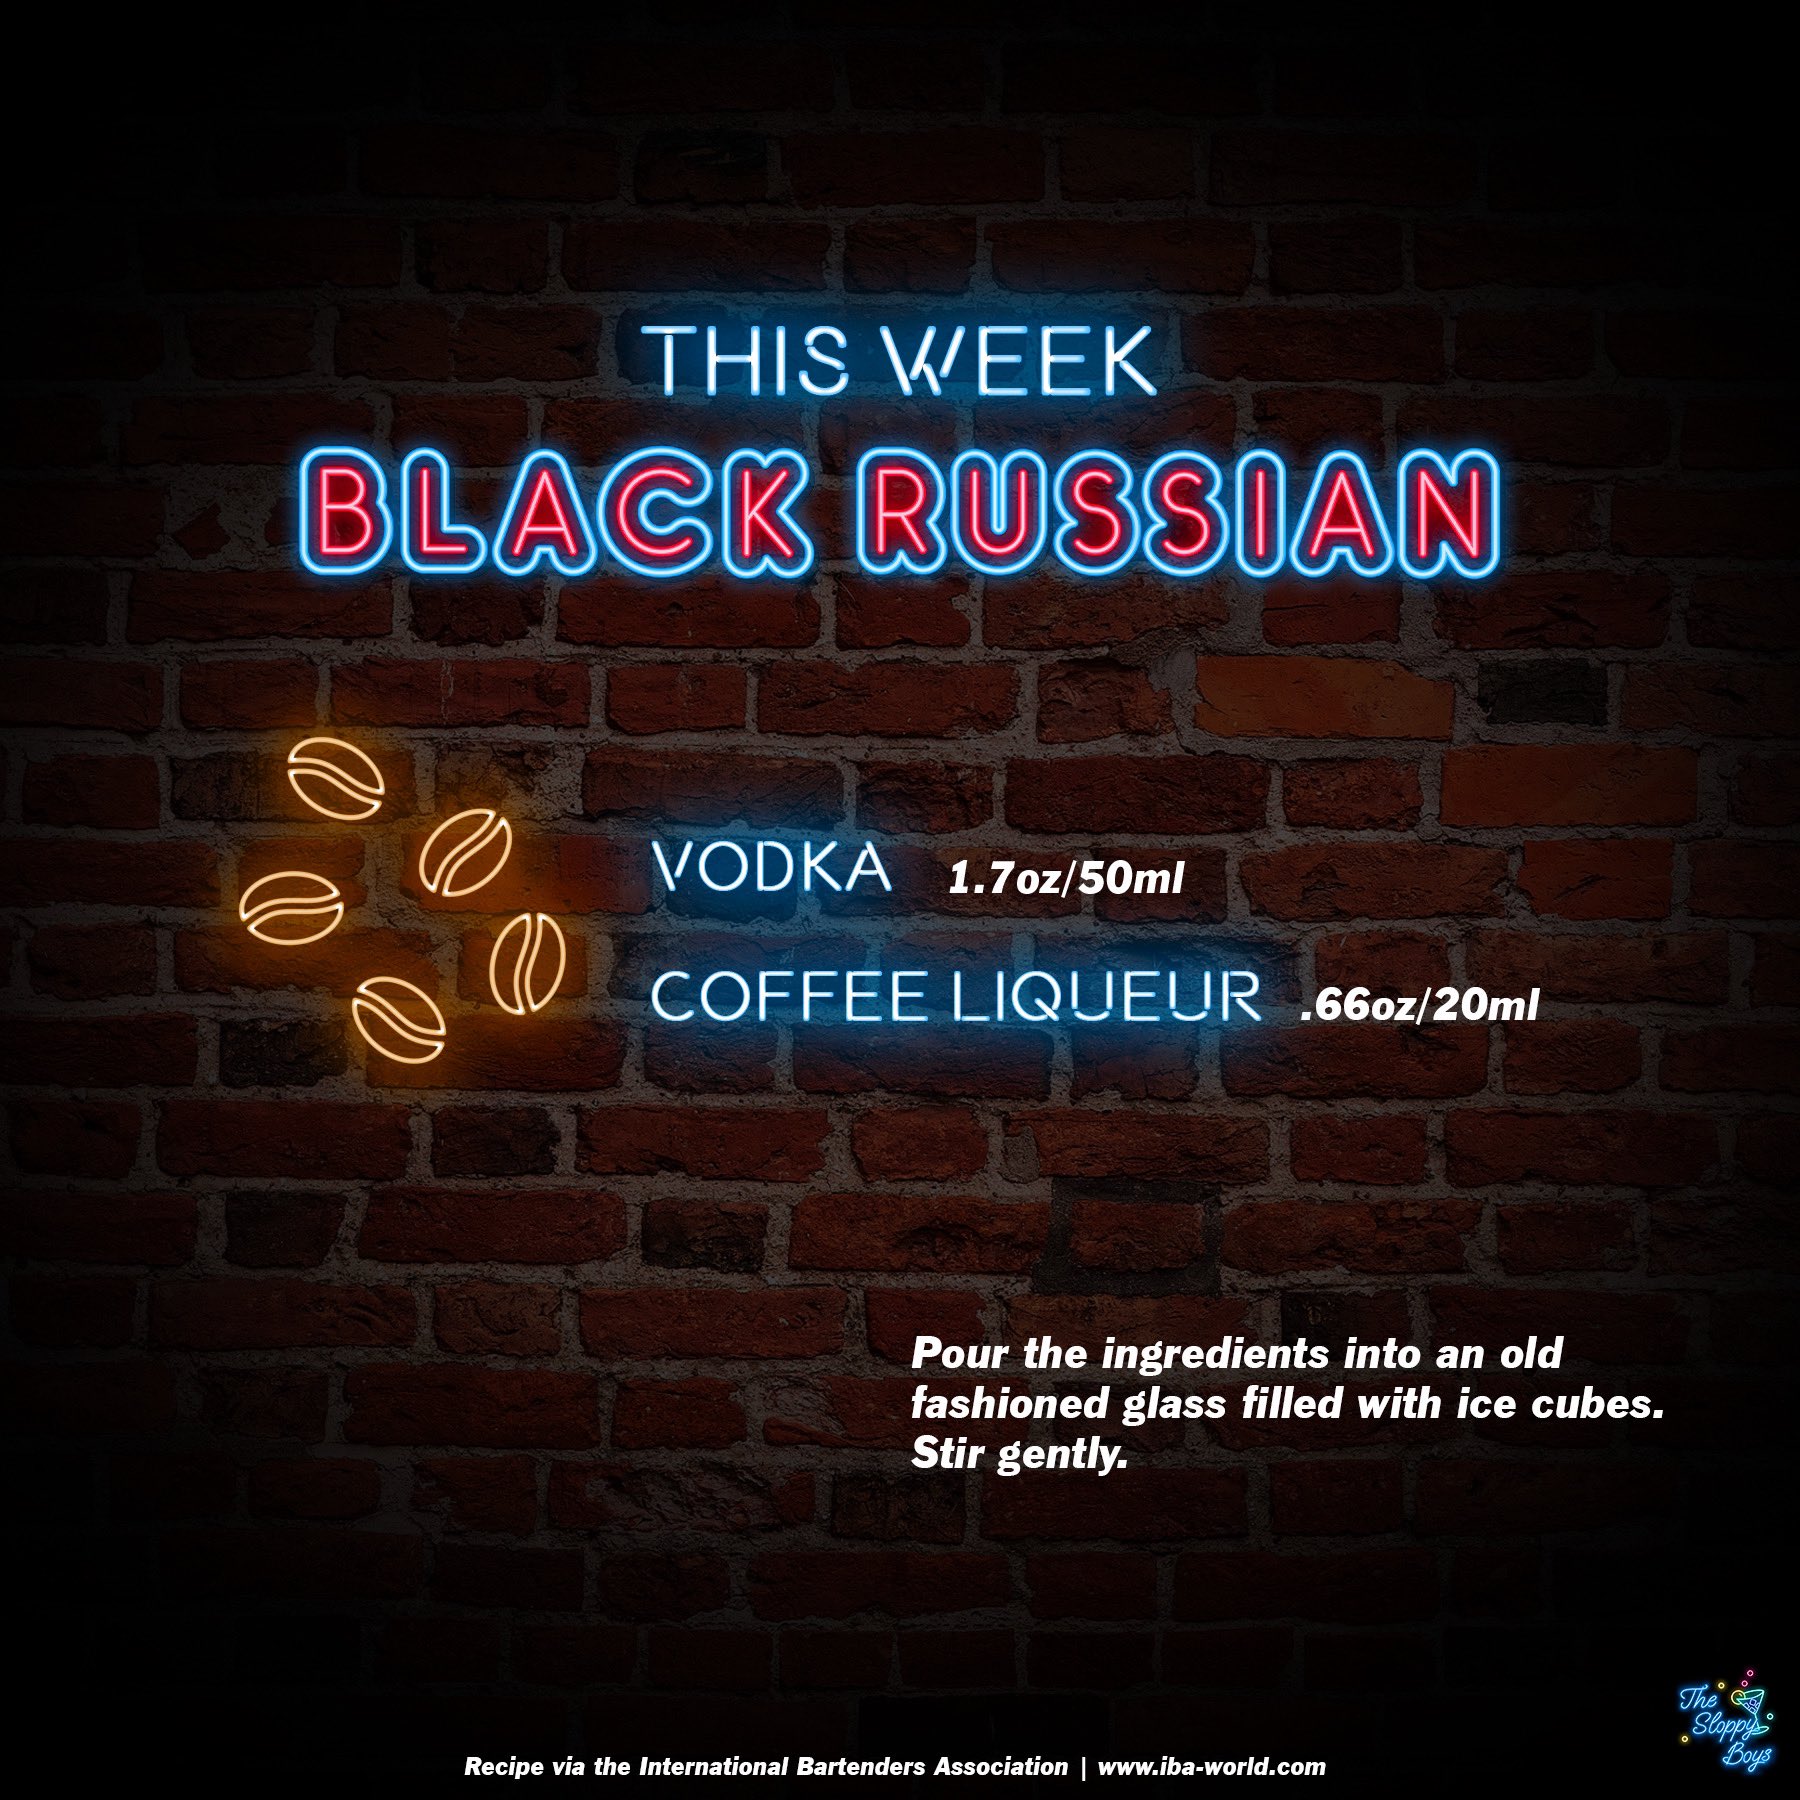 THIS WEEK
BLACK RUSSIAN
VODKA 1.7oz/50ml
COFFEE LIQUEUR .66oz/20ml
Pour the ingredients into an old
fashioned glass filled with ice cubes.
Stir gently.
The
Sloppy
Boys
Recipe via the International Bartenders Association | www.iba-world.com